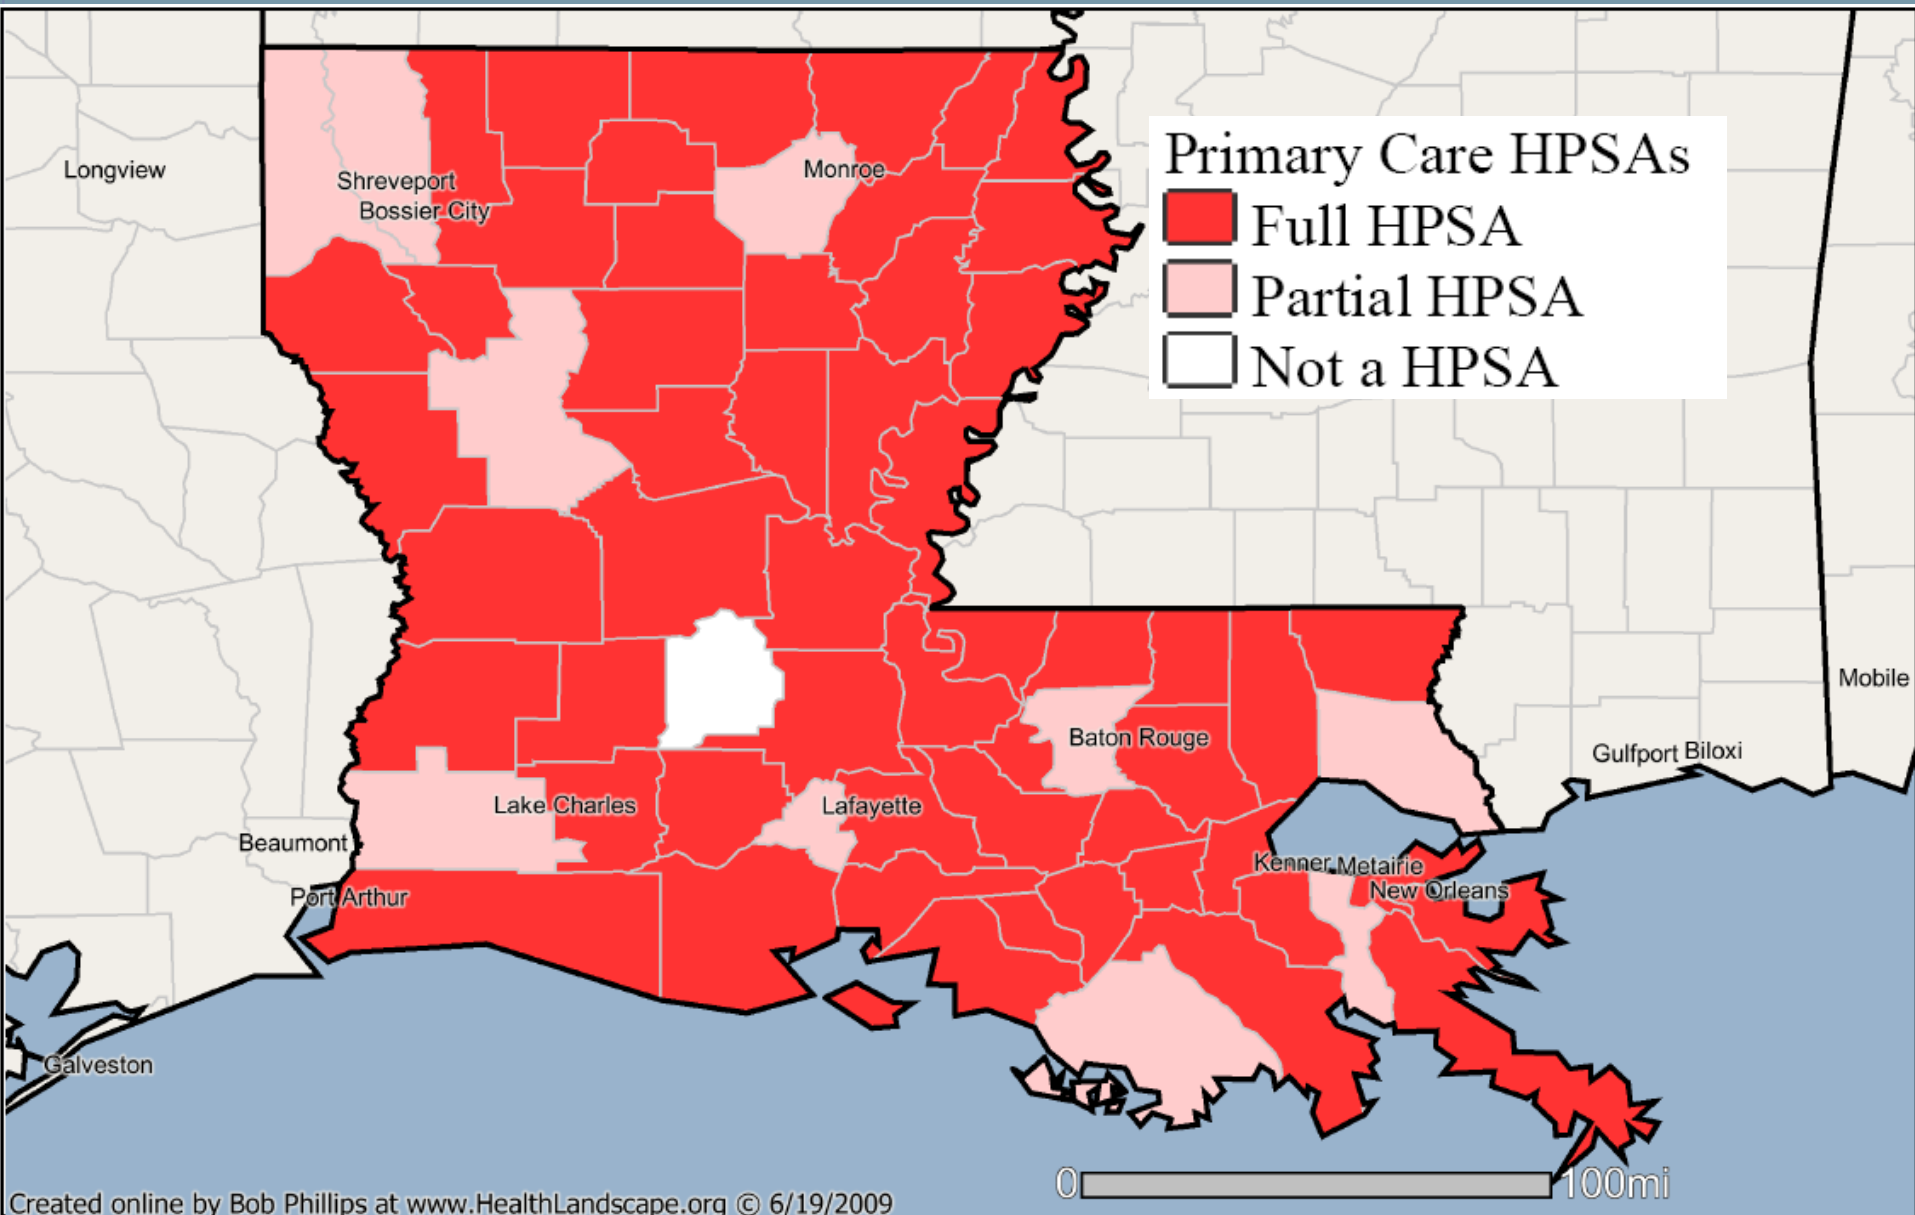 Primary Care HPSAs
Full HPSA
Partial HPSA
Not a HPSA
Longview
Shreveport
Bossier City
Monroe
Mobile
Baton Rouge
Gulfport Biloxi
Lake Charles
Lafayette
Beaumont
Kenner Metairie
New Orleans
Port Arthur
Galveston
0 100mi
Created online by Bob Phillips at www.HealthLandscape.org © 6/19/2009